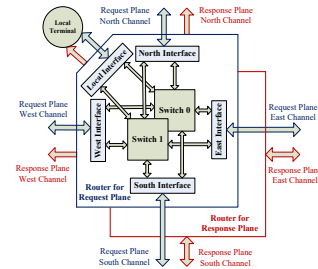 Local
Terminal
Request Plane
North Channel
Response Plane
North Channel
Local Interface
North Interface
Request Plane
West Channel
Switch 0
Request Plane
East Channel
West Interface
East Interface
Switch 1
Response Plane
West Channel
Response Plan
East Channel
Router for
Request Plane
South Interface
Router for
Response Plane
Request Plane
South Channel
Response Plane
South Channel